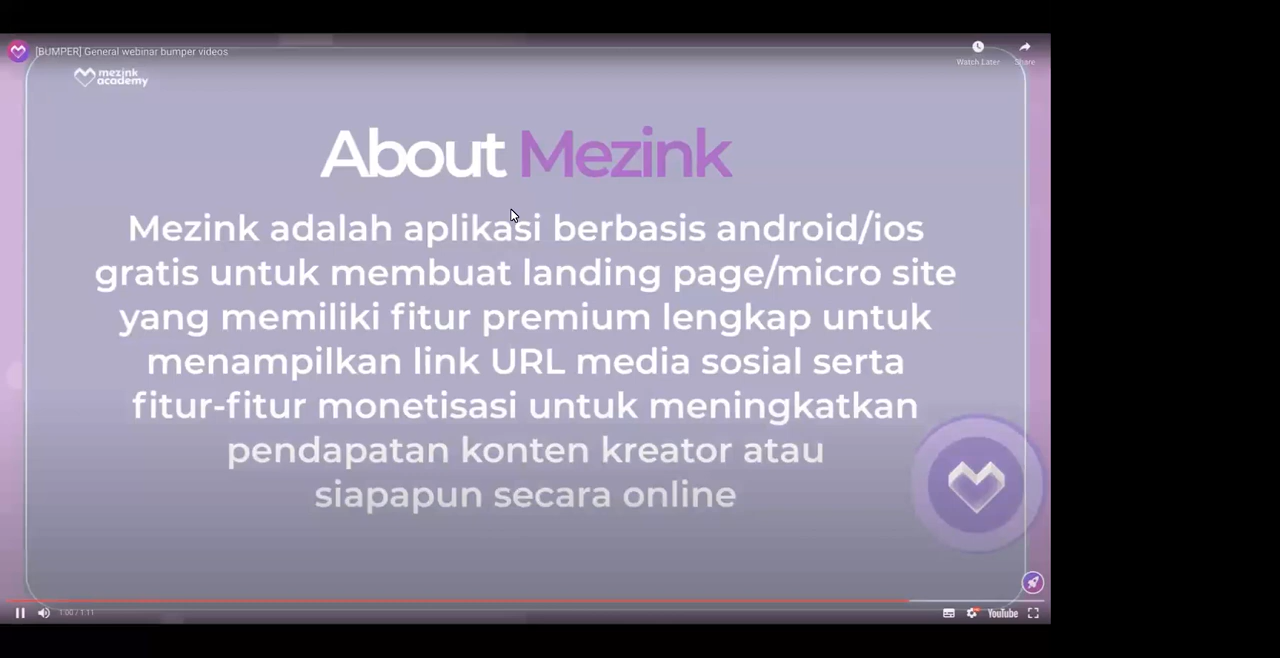 [BUMPER] General webinar bumper videos
Watch Later
Share
mezink
academy
About Mezink
Mezink adalah aplikasi berbasis android/ios
gratis untuk membuat landing page/micro site
yang memiliki fitur premium lengkap untuk
menampilkan link URL media sosial serta
fitur-fitur monetisasi untuk meningkatkan
pendapatan konten kreator atau
siapapun secara online
1:00 / 1:11
YouTube